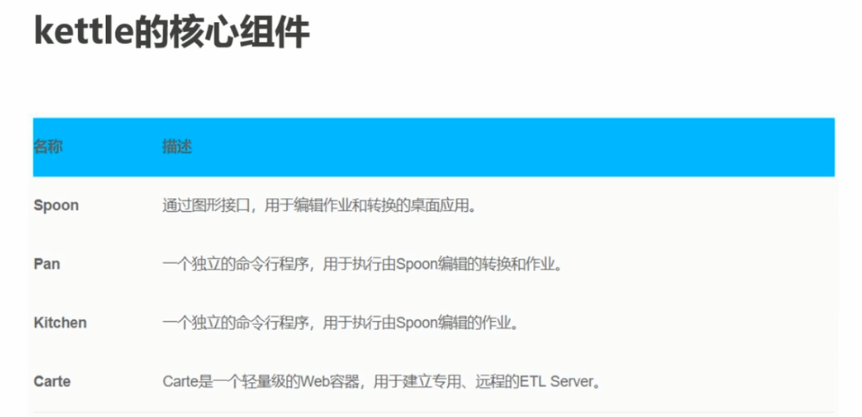 kettle的核心组件
名称 描述
Spoon 通过图形接口，用于编辑作业和转换的桌面应用。
Pan 一个独立的命令行程序，用于执行由Spoon编辑的转换和作业。
Kitchen 一个独立的命令行程序，用于执行由Spoon编辑的作业。
Carte Carte是一个轻量级的Web容器，用于建立专用、远程的ETL Server。